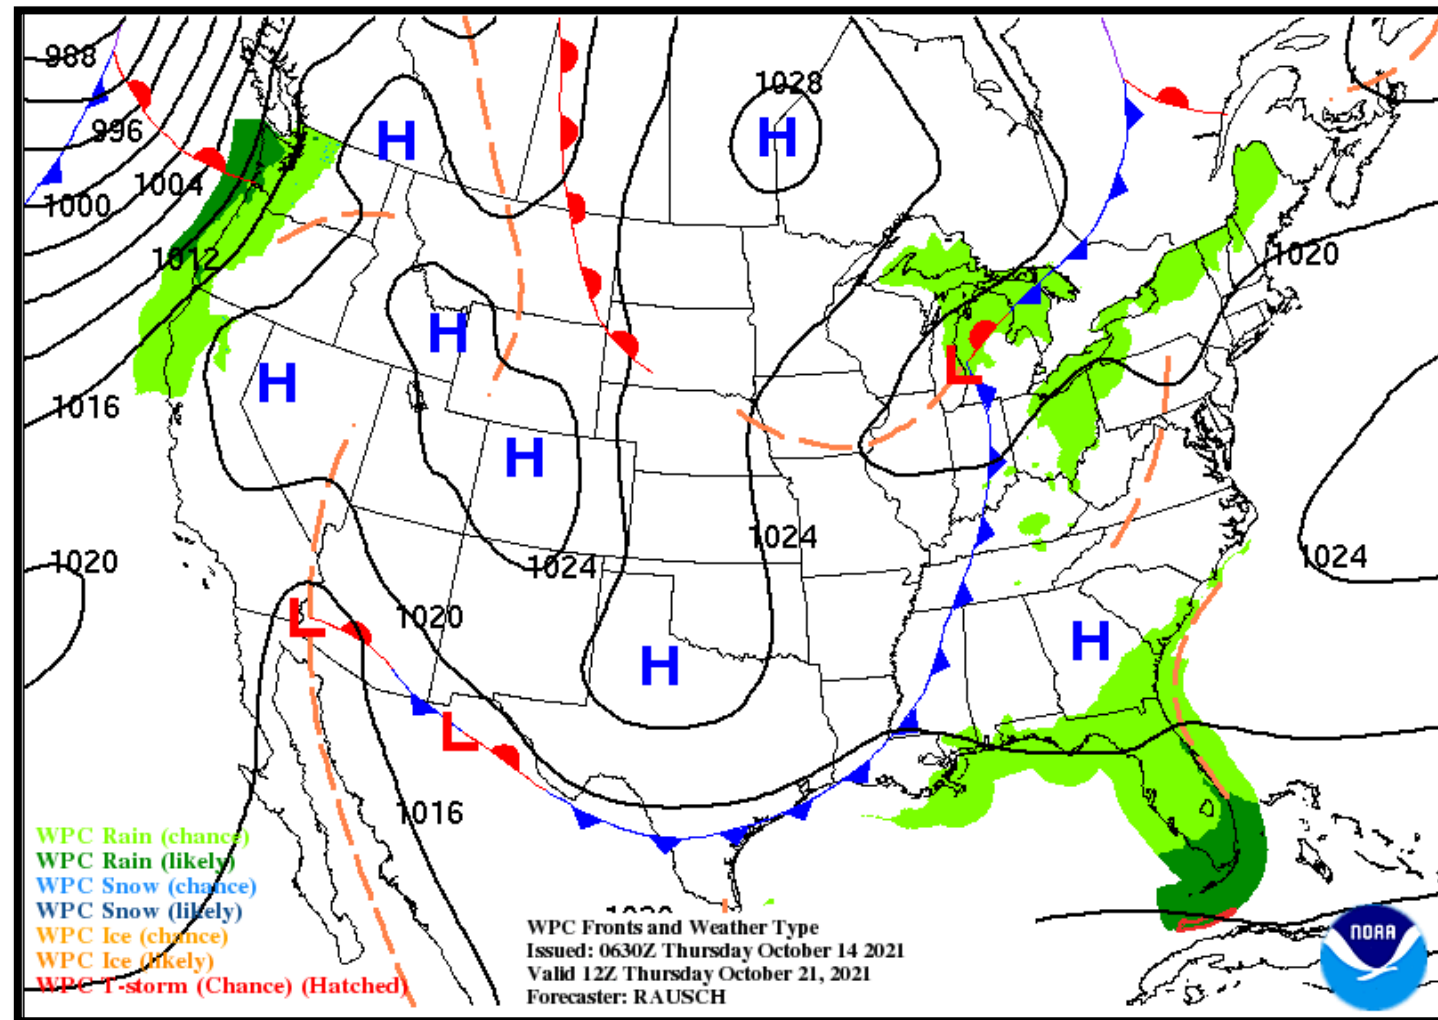 988
1028
996
1004
1000
1012
1020
1016
1024
1024
1024
1020
1020
1016
H
H
H
H
H
H
H
L
L
L
WPC Rain (chance)
WPC Rain (likely)
WPC Snow (chance)
WPC Snow (likely)
WPC Ice (chance)
WPC Ice (likely)
WPC T-storm (Chance) (Hatched)
WPC Fronts and Weather Type
Issued: 0630Z Thursday October 14 2021
Valid 12Z Thursday October 21, 2021
Forecaster: RAUSCH
NOAA